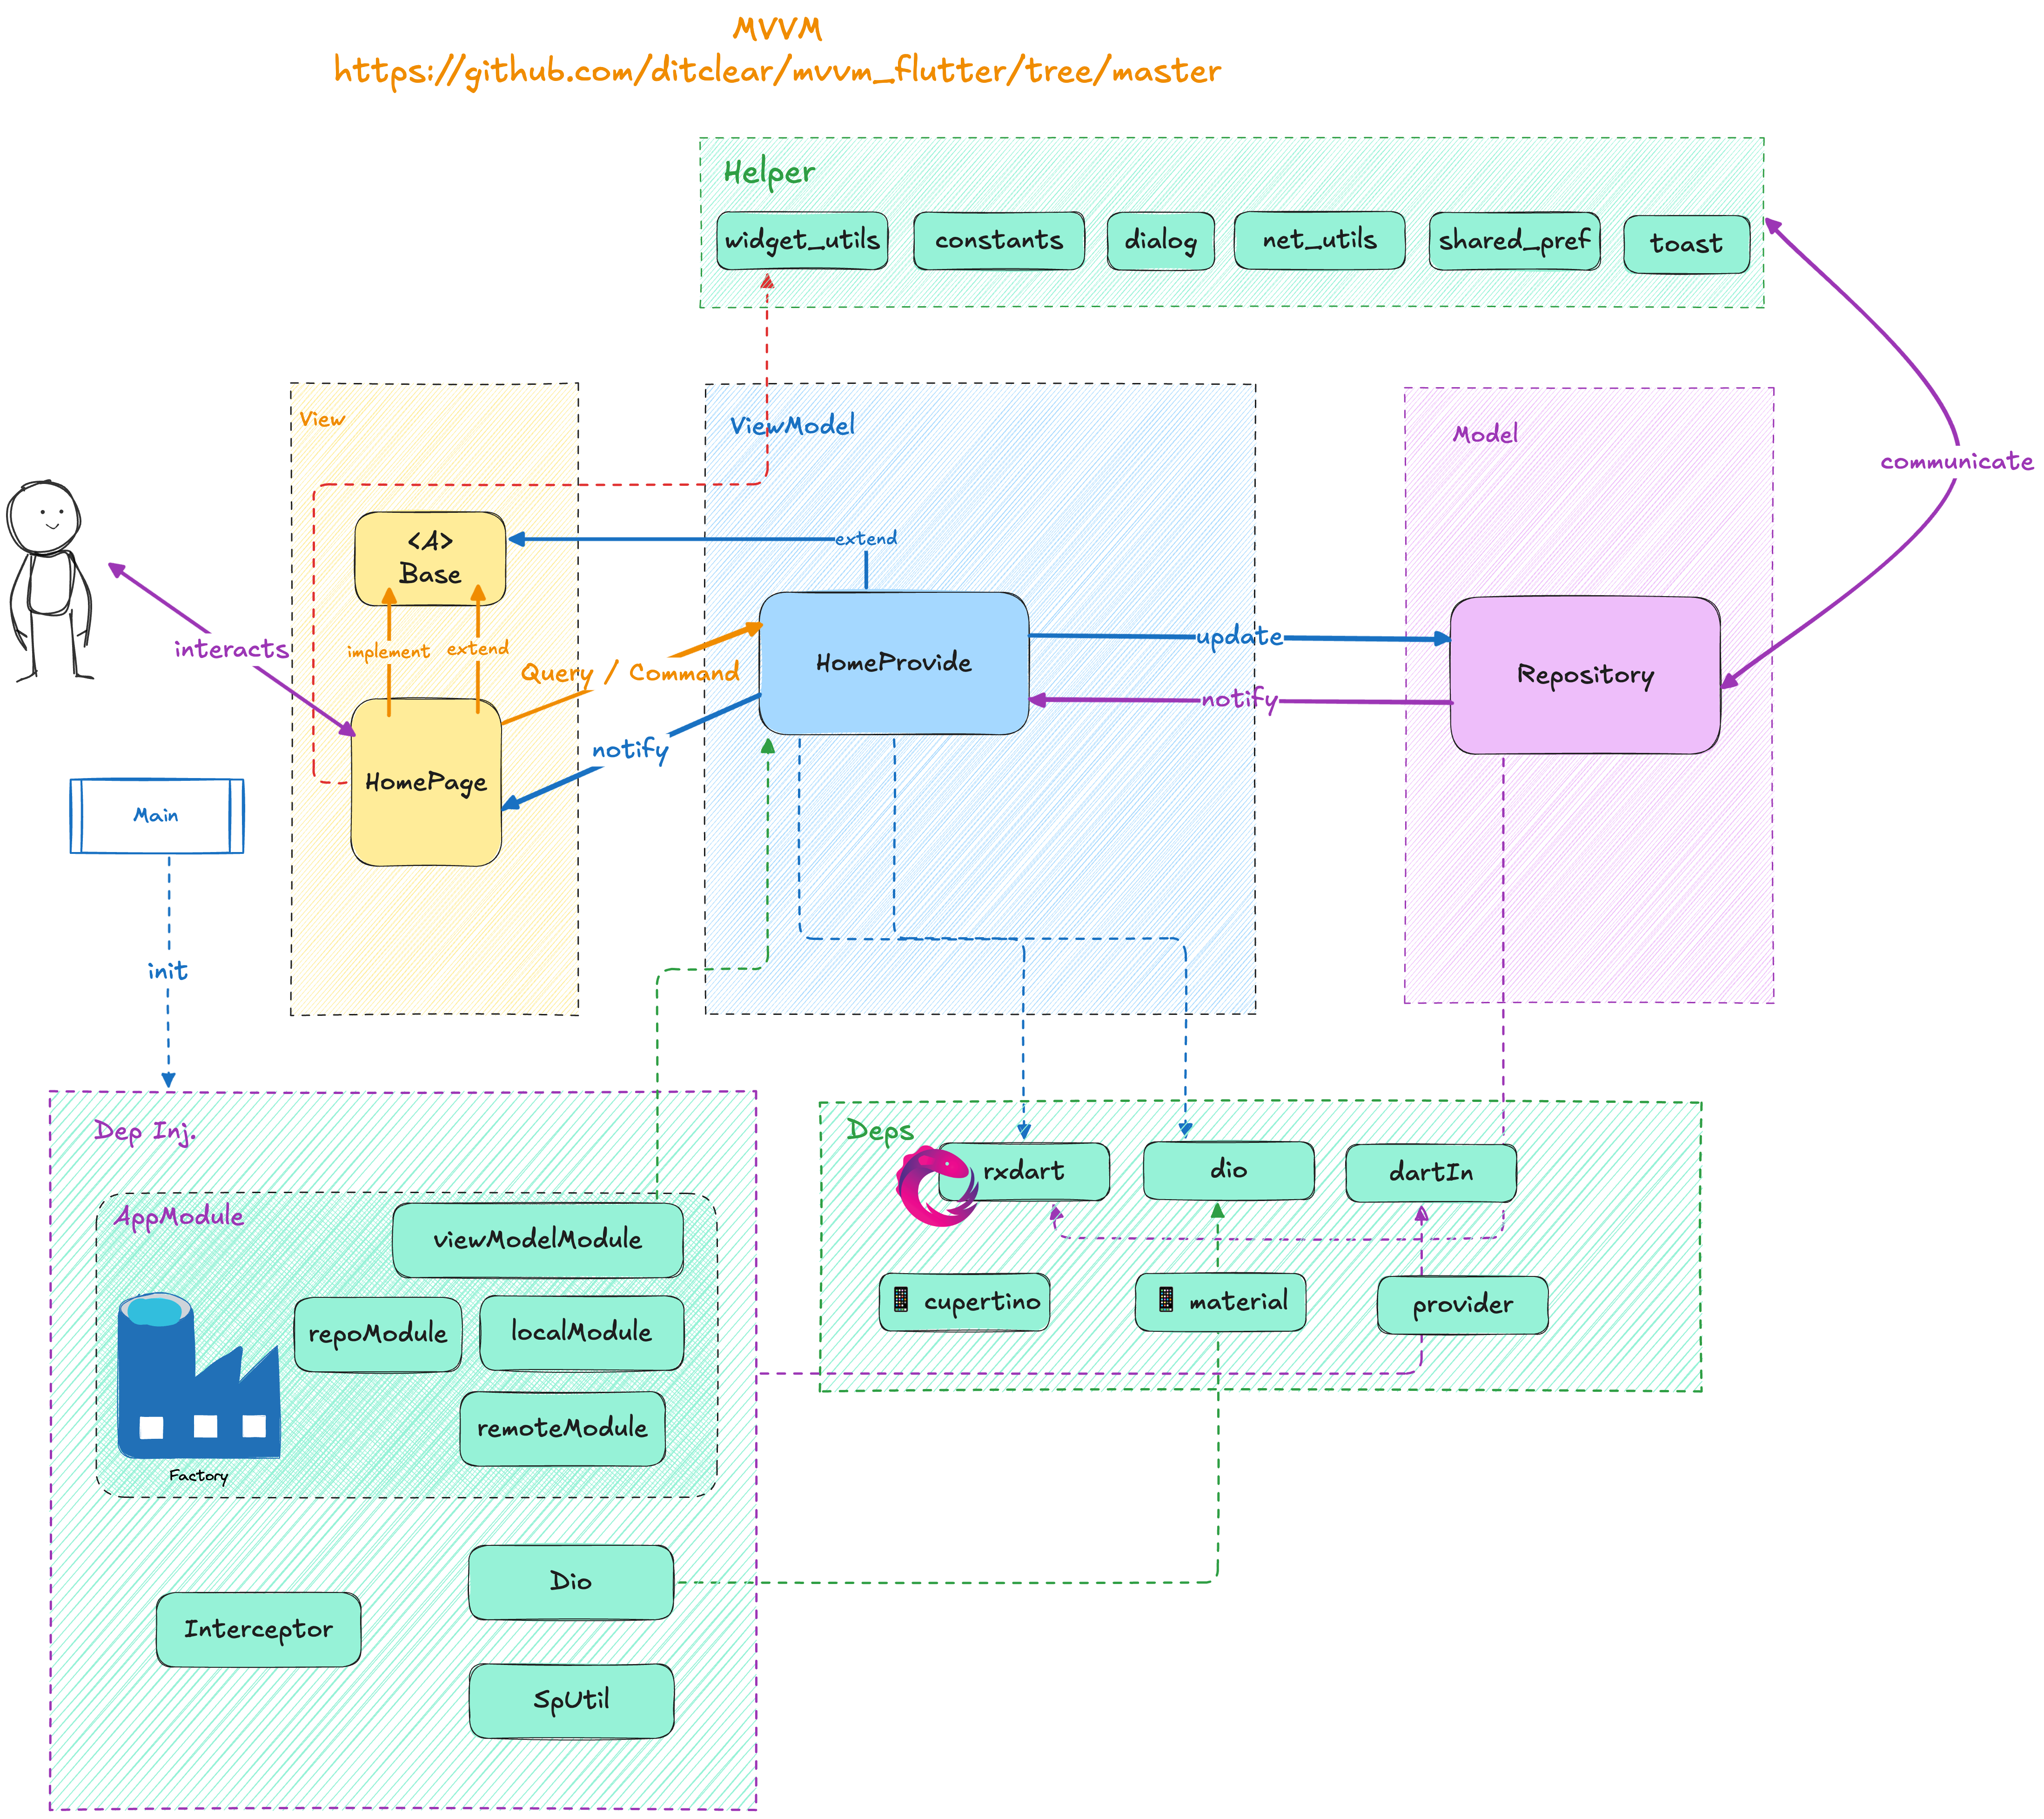 MVVM
https://github.com/ditclear/mvvm_flutter/tree/master
Helper
widget_utils
constants
dialog
net_utils
shared_pref
toast
View
ViewModel
Model
communicate
<A>
Base
extend
implement
extend
interacts
Query / Command
HomeProvide
update
Repository
notify
notify
HomePage
Main
init
Dep Inj.
Deps
rxdart
dio
dartIn
AppModule
viewModelModule
cupertino
material
provider
repoModule
localModule
remoteModule
Factory
Dio
Interceptor
SpUtil